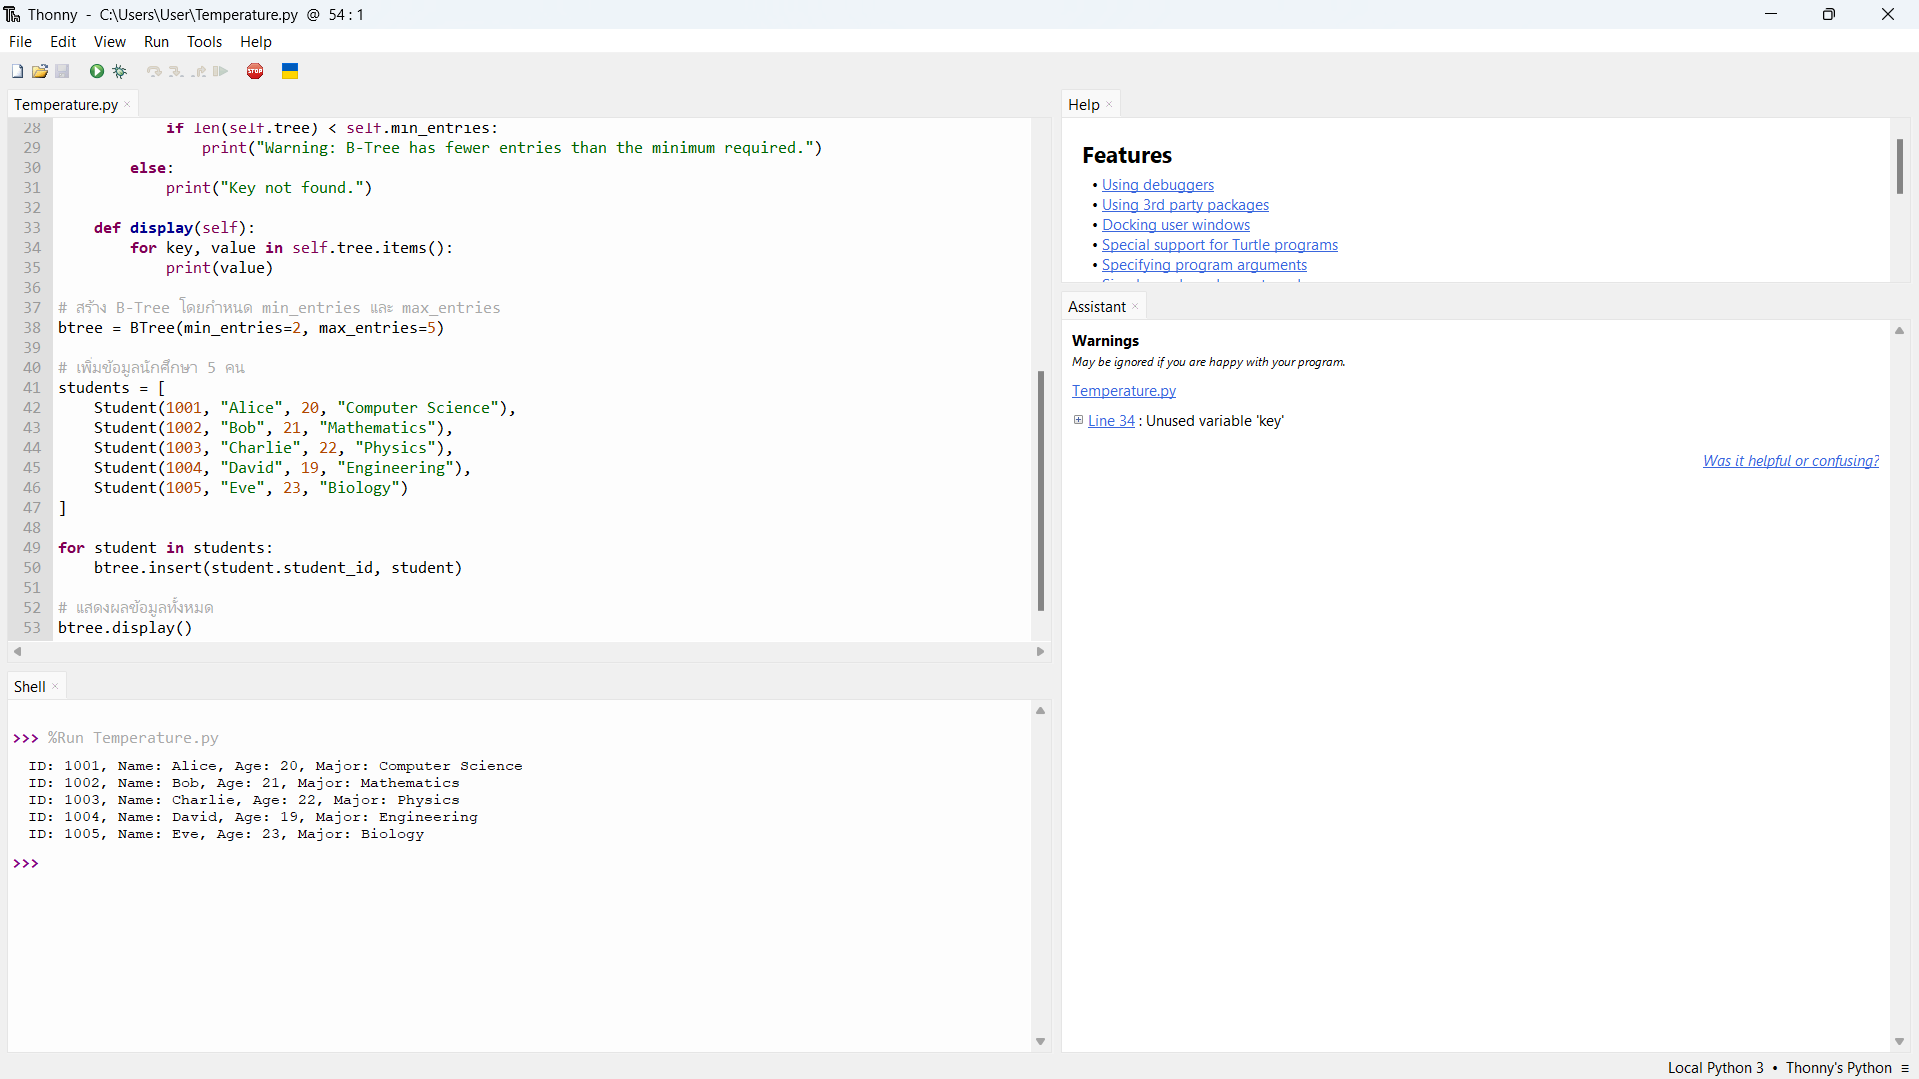 Thonny - C:\Users\User\Temperature.py @ 54 : 1
File Edit View Run Tools Help
STOP
Temperature.py ×
28             if len(self.tree) < self.min_entries:
29                 print("Warning: B-Tree has fewer entries than the minimum required.")
30         else:
31             print("Key not found.")
32
33     def display(self):
34         for key, value in self.tree.items():
35             print(value)
36
37 # สร้าง B-Tree โดยกำหนด min_entries และ max_entries
38 btree = BTree(min_entries=2, max_entries=5)
39
40 # เพิ่มข้อมูลนักศึกษา 5 คน
41 students = [
42     Student(1001, "Alice", 20, "Computer Science"),
43     Student(1002, "Bob", 21, "Mathematics"),
44     Student(1003, "Charlie", 22, "Physics"),
45     Student(1004, "David", 19, "Engineering"),
46     Student(1005, "Eve", 23, "Biology")
47 ]
48
49 for student in students:
50     btree.insert(student.student_id, student)
51
52 # แสดงผลข้อมูลทั้งหมด
53 btree.display()
Shell ×
>>> %Run Temperature.py
ID: 1001, Name: Alice, Age: 20, Major: Computer Science
ID: 1002, Name: Bob, Age: 21, Major: Mathematics
ID: 1003, Name: Charlie, Age: 22, Major: Physics
ID: 1004, Name: David, Age: 19, Major: Engineering
ID: 1005, Name: Eve, Age: 23, Major: Biology
>>>
Help ×
Features
• Using debuggers
• Using 3rd party packages
• Docking user windows
• Special support for Turtle programs
• Specifying program arguments
Assistant ×
Warnings
May be ignored if you are happy with your program.
Temperature.py
Line 34 : Unused variable 'key'
Was it helpful or confusing?
Local Python 3 • Thonny's Python ≡